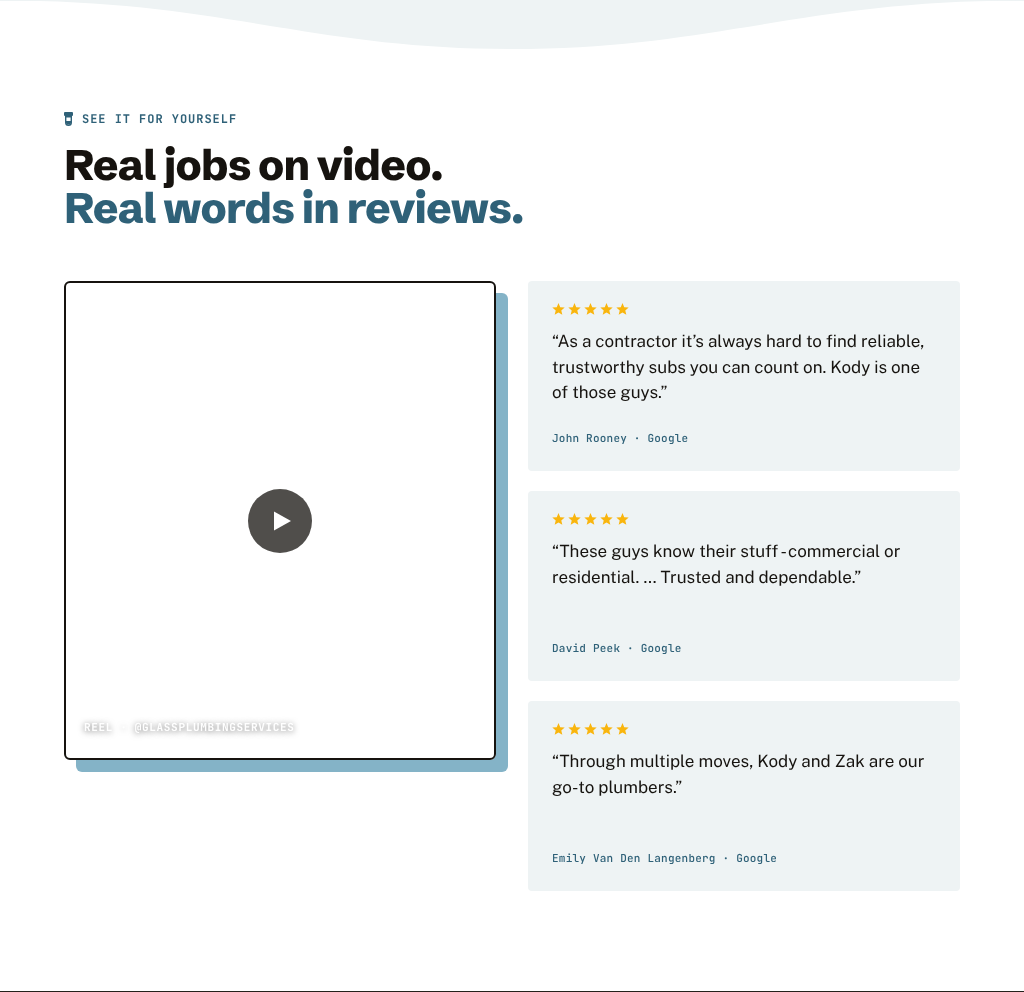 SEE IT FOR YOURSELF
Real jobs on video.
Real words in reviews.
REEL · @GLASSPLUMBINGSERVICES
“As a contractor it’s always hard to find reliable,
trustworthy subs you can count on. Kody is one
of those guys.”
John Rooney · Google
“These guys know their stuff - commercial or
residential. ... Trusted and dependable.”
David Peek · Google
“Through multiple moves, Kody and Zak are our
go-to plumbers.”
Emily Van Den Langenberg · Google